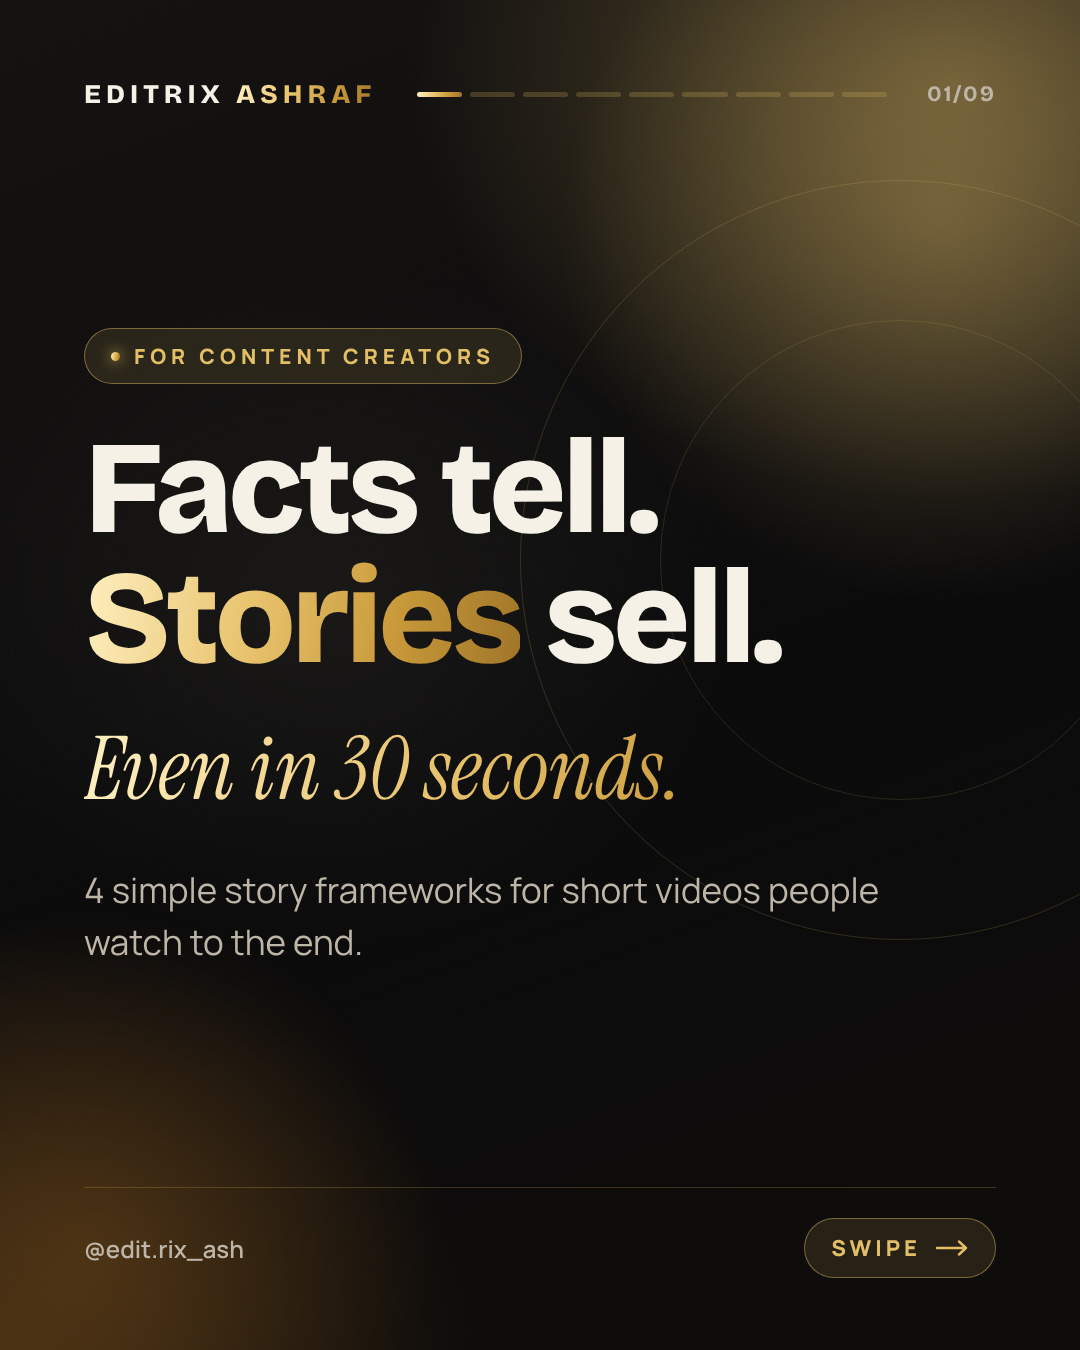 EDITRIX ASHRAF
01/09
FOR CONTENT CREATORS
Facts tell.
Stories sell.
Even in 30 seconds.
4 simple story frameworks for short videos people
watch to the end.
@edit.rix_ash
SWIPE →